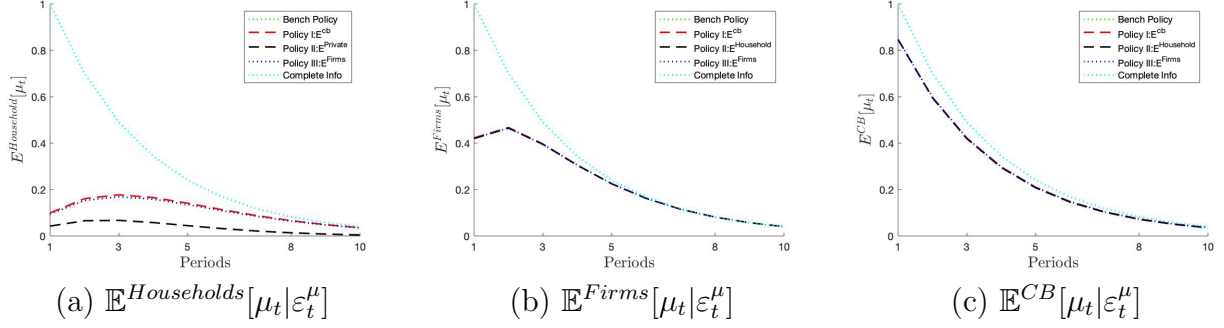 1
0.8
0.6
0.4
0.2
0
E^{Household}[μ_t]
Bench Policy
Policy I:E^{cb}
Policy II:E^{Private}
Policy III:E^{Firms}
Complete Info
1 3 5 8 10
Periods
(a) 𝔼^{Households}[μ_t|ε_t^μ]
1
0.8
0.6
0.4
0.2
0
E^{Firms}[μ_t]
Bench Policy
Policy I:E^{cb}
Policy II:E^{Household}
Policy III:E^{Firms}
Complete Info
1 3 5 8 10
Periods
(b) 𝔼^{Firms}[μ_t|ε_t^μ]
1
0.8
0.6
0.4
0.2
0
E^{CB}[μ_t]
Bench Policy
Policy I:E^{cb}
Policy II:E^{Household}
Policy III:E^{Firms}
Complete Info
1 3 5 8 10
Periods
(c) 𝔼^{CB}[μ_t|ε_t^μ]